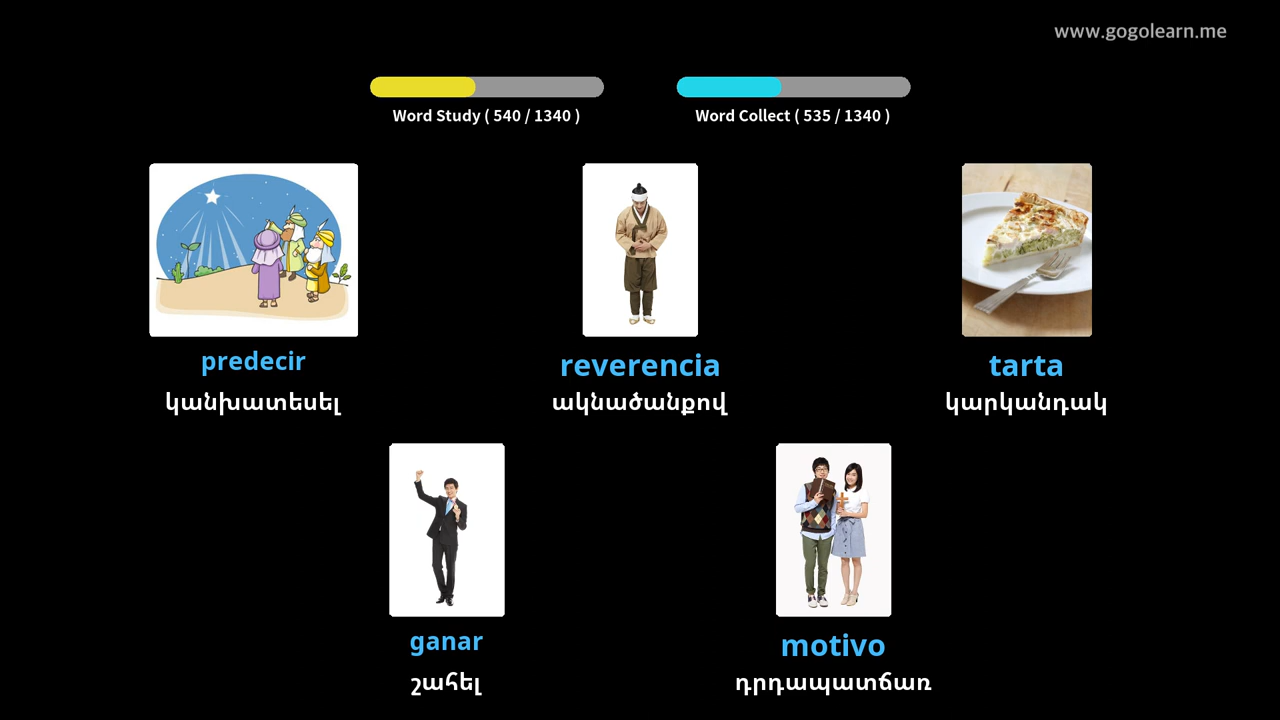 www.gogolearn.me
Word Study ( 540 / 1340 )
Word Collect ( 535 / 1340 )
predecir
կանխատեսել
reverencia
ակնածանքով
tarta
կարկանդակ
ganar
շահել
motivo
դրդապատճառ